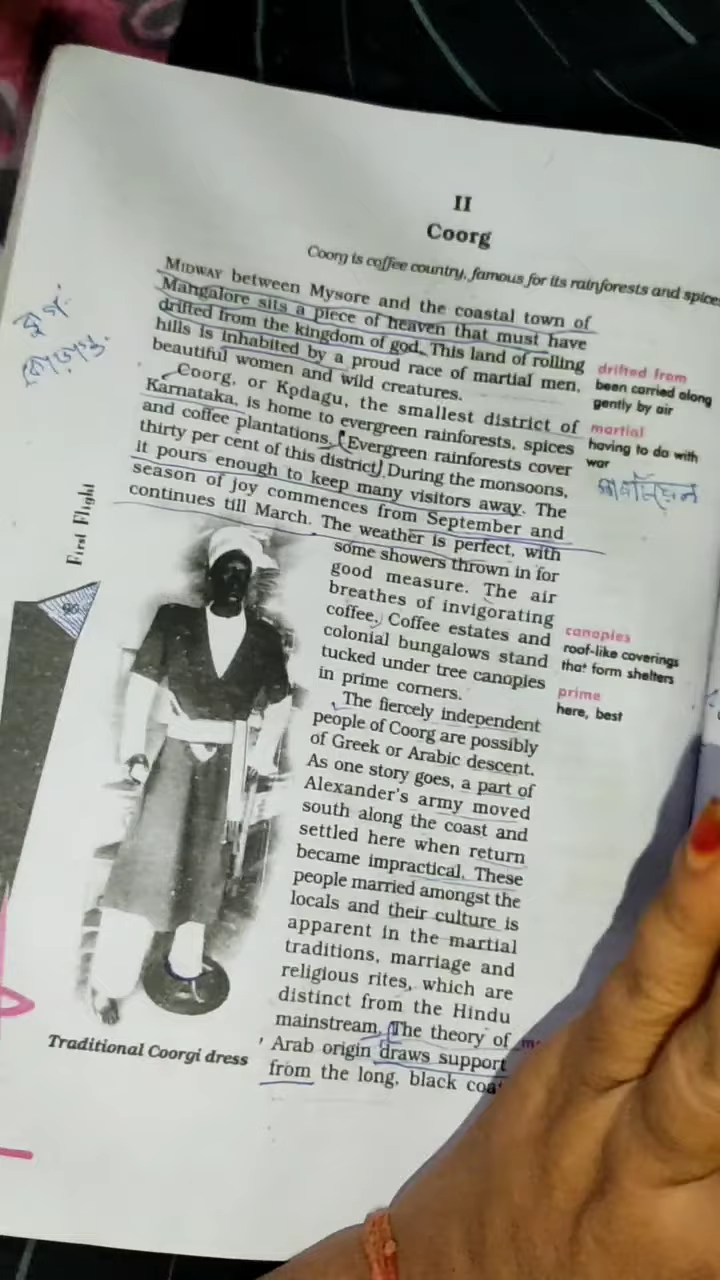 II
Coorg
Coorg is coffee country, famous for its rainforests and spice
MIDWAY between Mysore and the coastal town of
Mangalore sits a piece of heaven that must have
drifted from the kingdom of god. This land of rolling
hills is inhabited by a proud race of martial men,
beautiful women and wild creatures.
Coorg, or Kodagu, the smallest district of
Karnataka, is home to evergreen rainforests, spices
and coffee plantations. Evergreen rainforests cover
thirty per cent of this district. During the monsoons,
it pours enough to keep many visitors away. The
season of joy commences from September and
continues till March. The weather is perfect, with
some showers thrown in for
good measure. The air
breathes of invigorating
coffee. Coffee estates and
colonial bungalows stand
tucked under tree canopies
in prime corners.
The fiercely independent
people of Coorg are possibly
of Greek or Arabic descent.
As one story goes, a part of
Alexander's army moved
south along the coast and
settled here when return
became impractical. These
people married amongst the
locals and their culture is
apparent in the martial
traditions, marriage and
religious rites, which are
distinct from the Hindu
mainstream. The theory of
Arab origin draws support
from the long, black
drifted from
been carried along
gently by air
martial
having to do with
war
canopies
roof-like coverings
that form shelters
prime
here, best
First Flight
Traditional Coorgi dress